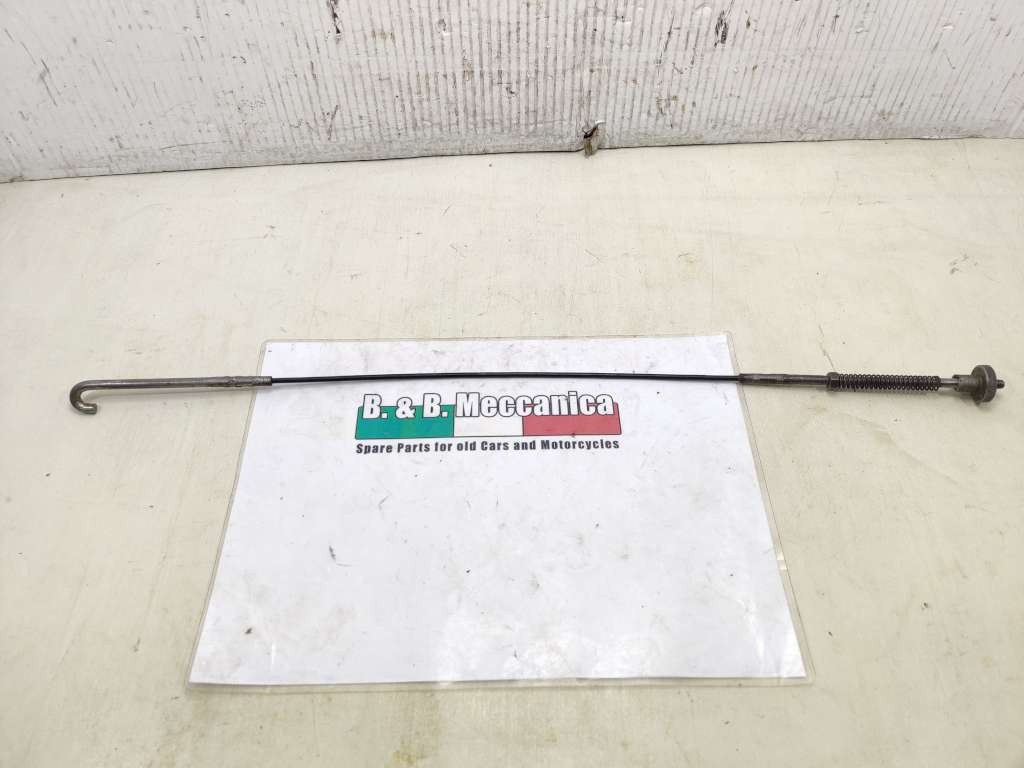 B. & B. Meccanica
Spare Parts for old Cars and Motorcycles